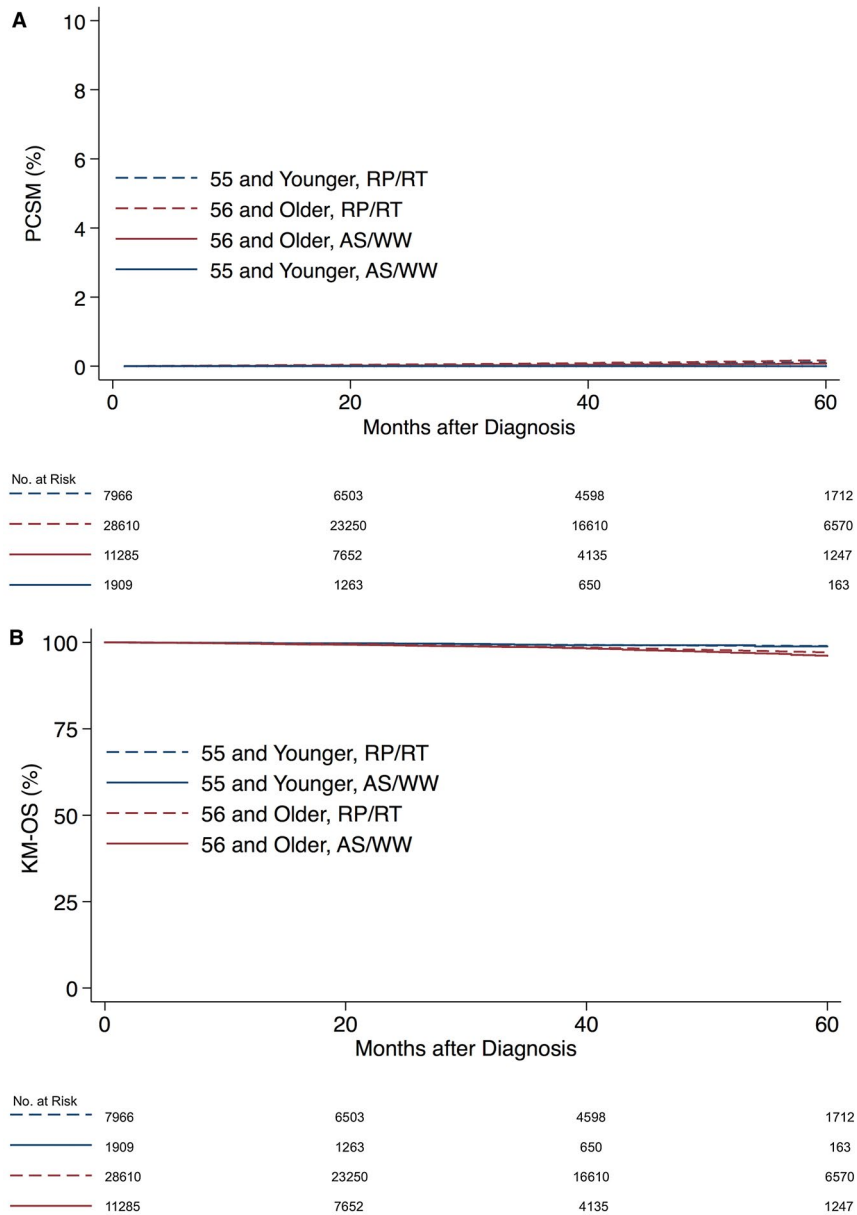 A
10
8
6
4
2
0
PCSM (%)
55 and Younger, RP/RT
56 and Older, RP/RT
56 and Older, AS/WW
55 and Younger, AS/WW
0 20 40 60
Months after Diagnosis
No. at Risk
7966 6503 4598 1712
28610 23250 16610 6570
11285 7652 4135 1247
1909 1263 650 163
B
100
75
50
25
0
KM-OS (%)
55 and Younger, RP/RT
55 and Younger, AS/WW
56 and Older, RP/RT
56 and Older, AS/WW
0 20 40 60
Months after Diagnosis
No. at Risk
7966 6503 4598 1712
1909 1263 650 163
28610 23250 16610 6570
11285 7652 4135 1247